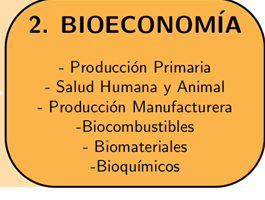 2. BIOECONOMÍA
- Producción Primaria
- Salud Humana y Animal
- Producción Manufacturera
-Biocombustibles
- Biomateriales
-Bioquímicos